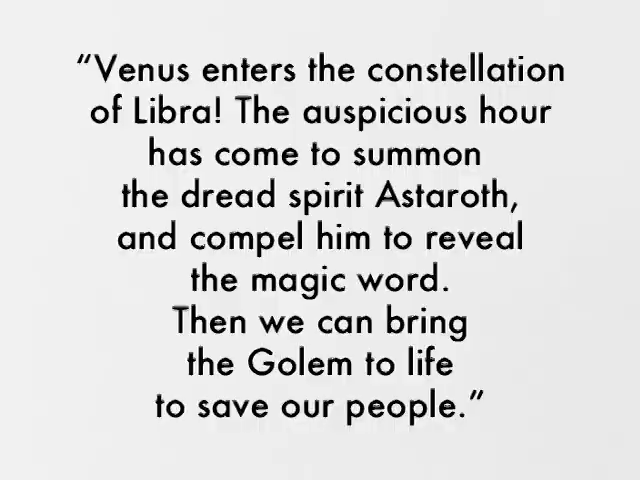 “Venus enters the constellation
of Libra! The auspicious hour
has come to summon
the dread spirit Astaroth,
and compel him to reveal
the magic word.
Then we can bring
the Golem to life
to save our people.”